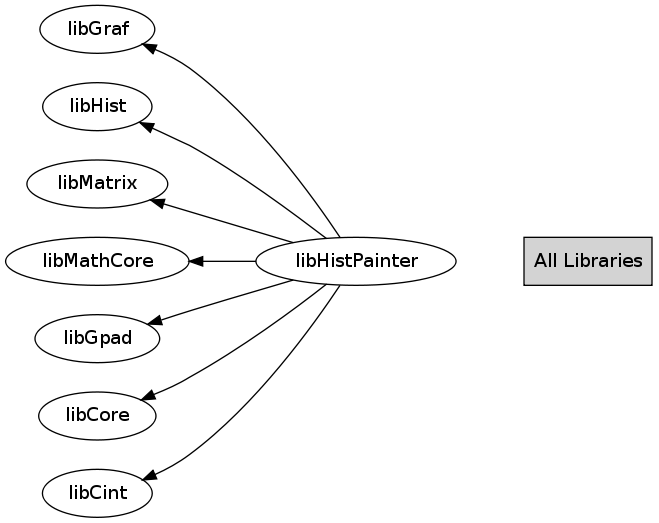 libGraf
libHist
libMatrix
libMathCore
libHistPainter
All Libraries
libGpad
libCore
libCint